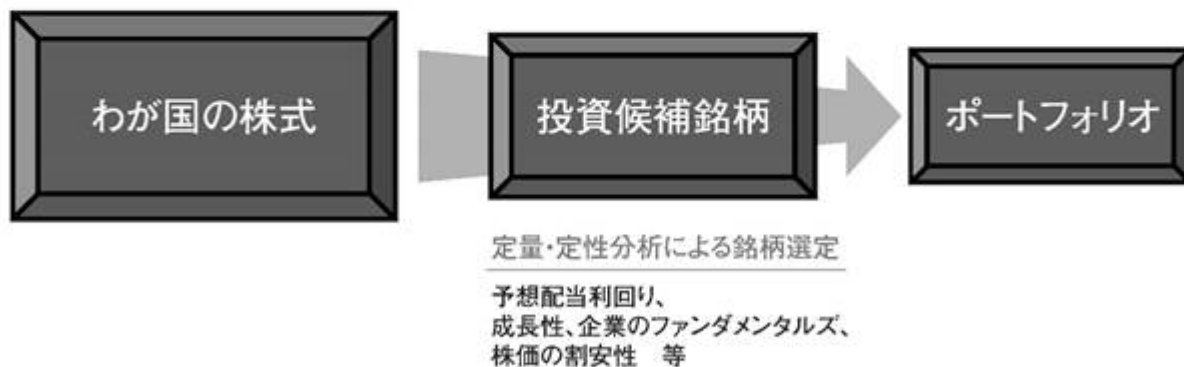 わが国の株式
投資候補銘柄
ポートフォリオ
定量・定性分析による銘柄選定
予想配当利回り、
成長性、企業のファンダメンタルズ、
株価の割安性　等